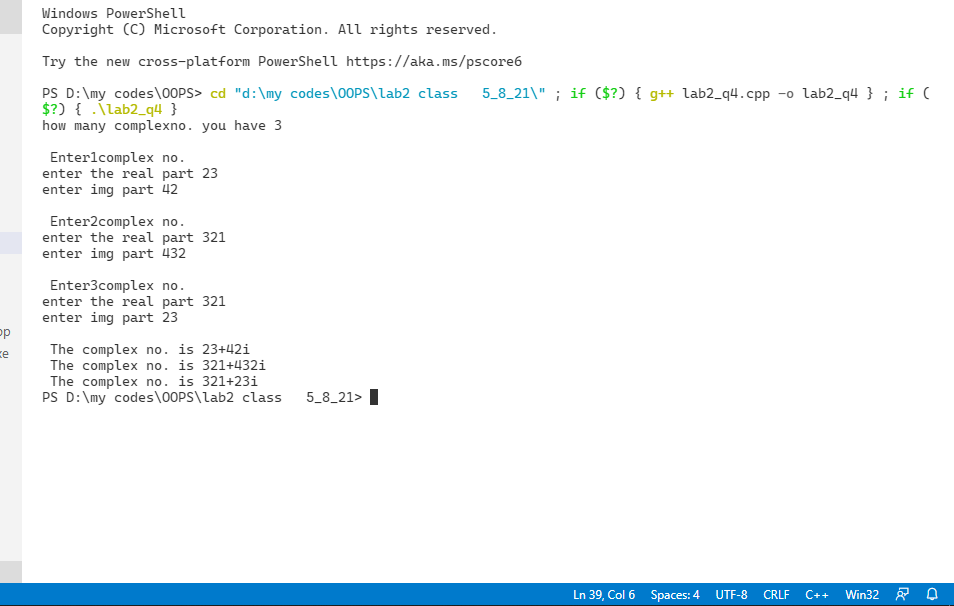 Windows PowerShell
Copyright (C) Microsoft Corporation. All rights reserved.
Try the new cross-platform PowerShell https://aka.ms/pscore6
PS D:\my codes\OOPS> cd "d:\my codes\OOPS\lab2 class   5_8_21\" ; if ($?) { g++ lab2_q4.cpp -o lab2_q4 } ; if (
$?) { .\lab2_q4 }
how many complexno. you have 3
Enter1complex no.
enter the real part 23
enter img part 42
Enter2complex no.
enter the real part 321
enter img part 432
Enter3complex no.
enter the real part 321
enter img part 23
The complex no. is 23+42i
The complex no. is 321+432i
The complex no. is 321+23i
PS D:\my codes\OOPS\lab2 class   5_8_21>
Ln 39, Col 6 Spaces: 4 UTF-8 CRLF C++ Win32